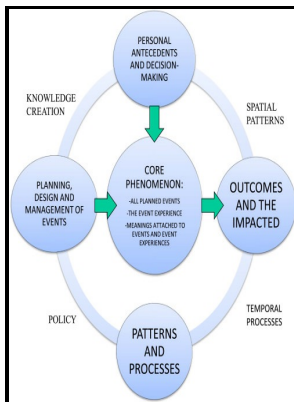 PERSONAL
ANTECEDENTS
AND DECISION-
MAKING
KNOWLEDGE
CREATION
SPATIAL
PATTERNS
PLANNING,
DESIGN AND
MANAGEMENT OF
EVENTS
CORE
PHENOMENON:
-ALL PLANNED EVENTS
-THE EVENT EXPERIENCE
-MEANINGS ATTACHED TO
EVENTS AND EVENT
EXPERIENCES
OUTCOMES
AND THE
IMPACTED
POLICY
TEMPORAL
PROCESSES
PATTERNS
AND
PROCESSES